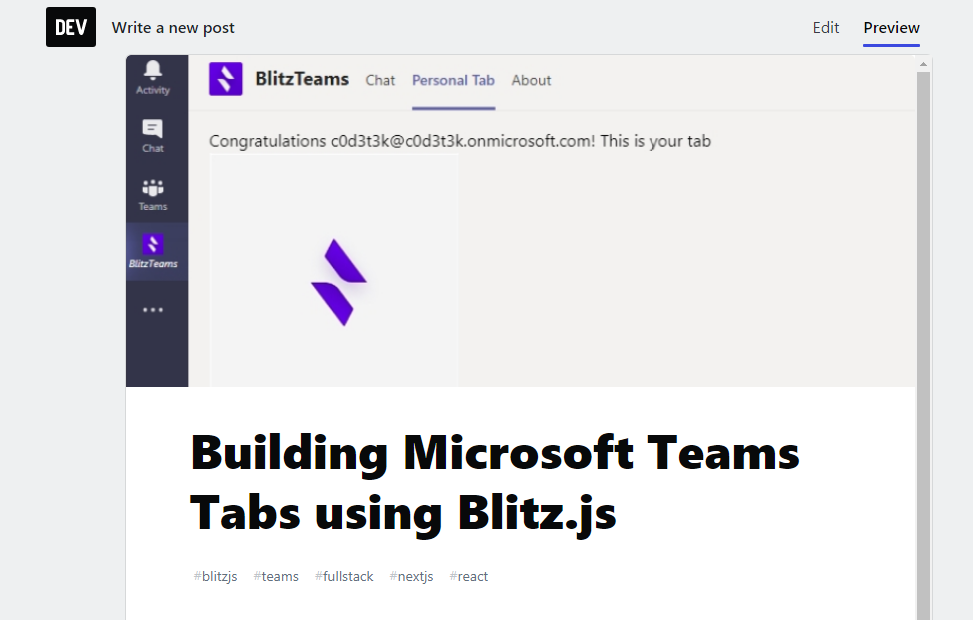 DEV Write a new post Edit Preview
Activity
Chat
Teams
BlitzTeams
BlitzTeams Chat Personal Tab About
Congratulations c0d3t3k@c0d3t3k.onmicrosoft.com! This is your tab
Building Microsoft Teams
Tabs using Blitz.js
#blitzjs #teams #fullstack #nextjs #react